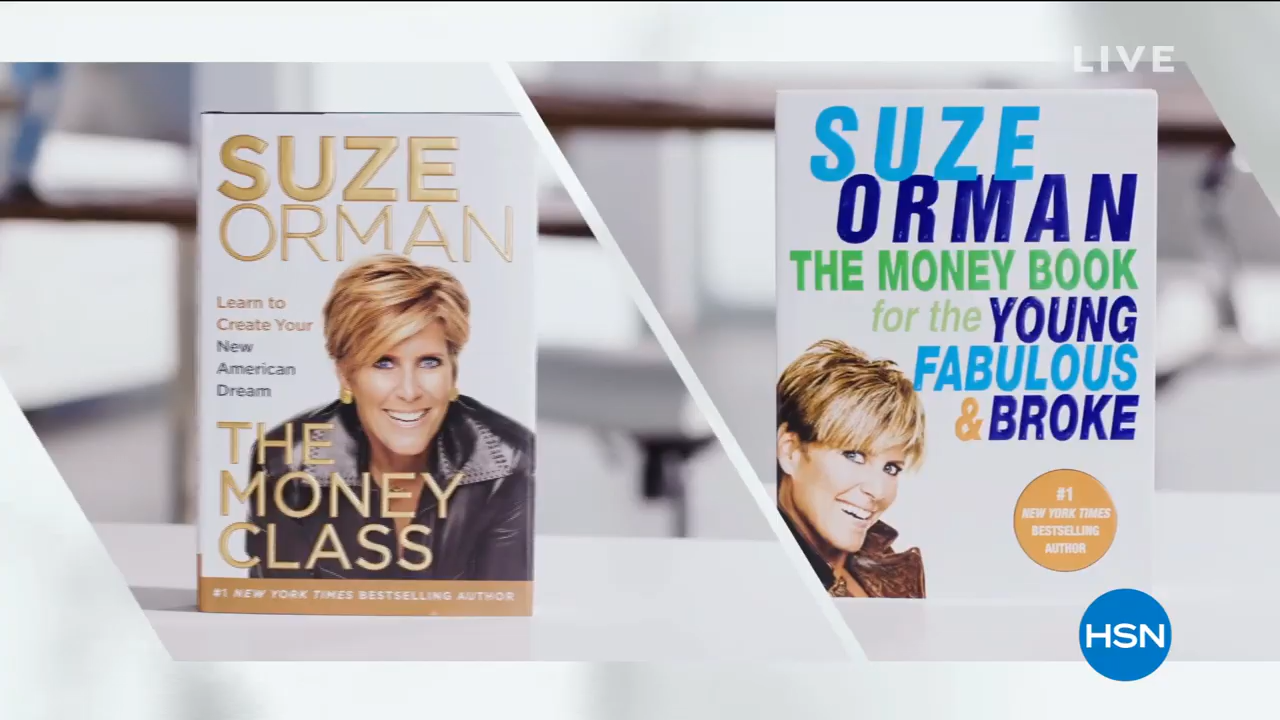 LIVE
SUZE
ORMAN
Learn to
Create Your
New
American
Dream
THE
MONEY
CLASS
#1 NEW YORK TIMES BESTSELLING AUTHOR
SUZE
ORMAN
THE MONEY BOOK
for the YOUNG
FABULOUS
& BROKE
#1
NEW YORK TIMES
BESTSELLING
AUTHOR
HSN